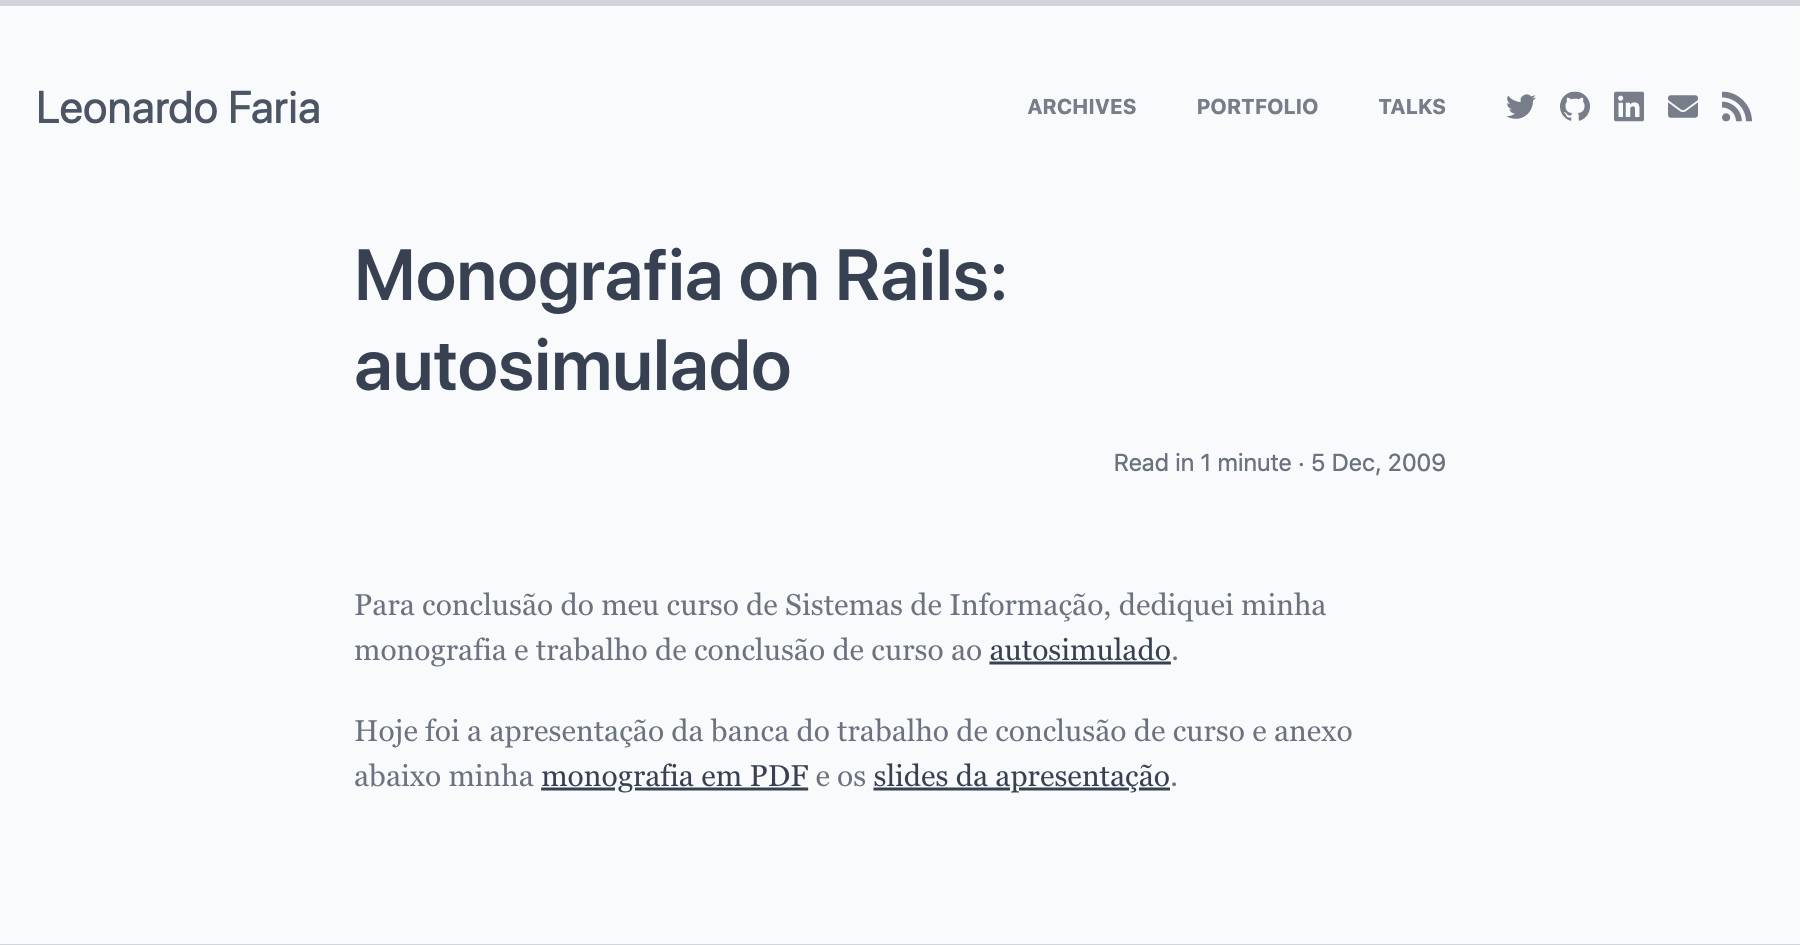 Leonardo Faria
ARCHIVES PORTFOLIO TALKS
Monografia on Rails:
autosimulado
Read in 1 minute · 5 Dec, 2009
Para conclusão do meu curso de Sistemas de Informação, dediquei minha
monografia e trabalho de conclusão de curso ao autosimulado.
Hoje foi a apresentação da banca do trabalho de conclusão de curso e anexo
abaixo minha monografia em PDF e os slides da apresentação.